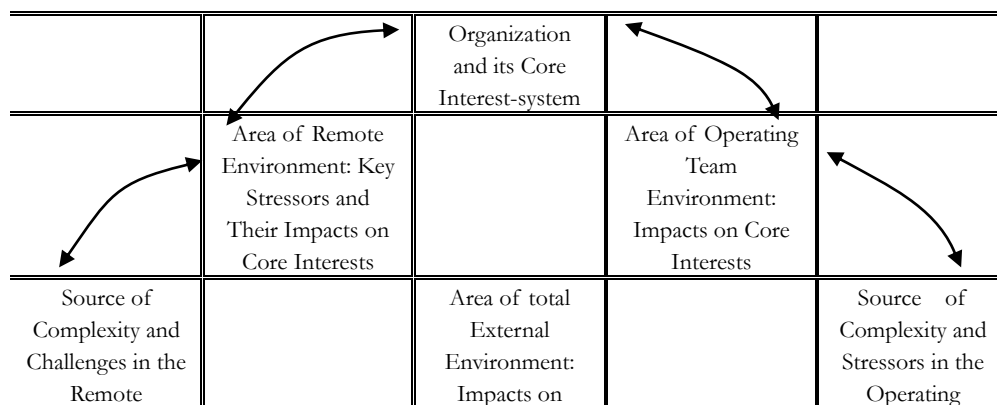 Organization
and its Core
Interest-system
Area of Remote
Environment: Key
Stressors and
Their Impacts on
Core Interests
Area of Operating
Team
Environment:
Impacts on Core
Interests
Source of
Complexity and
Challenges in the
Remote
Area of total
External
Environment:
Impacts on
Source of
Complexity and
Stressors in the
Operating